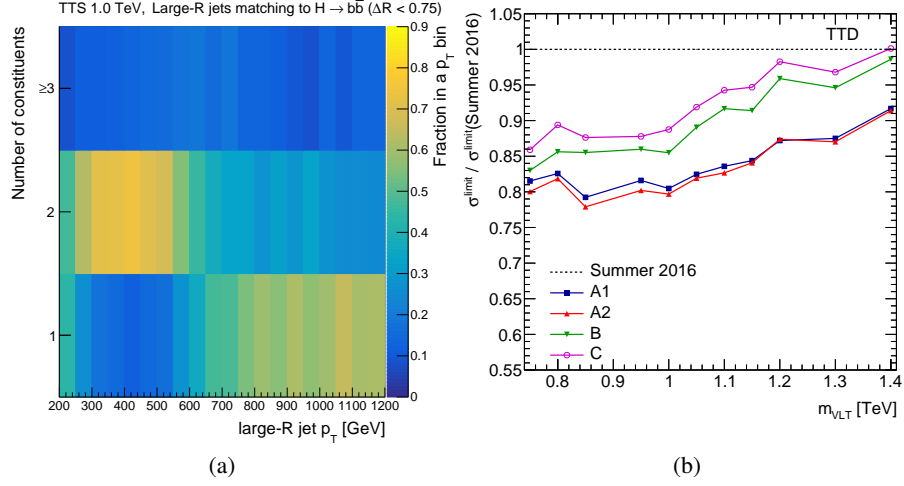 TTS 1.0 TeV, Large-R jets matching to H → bb̄ (ΔR < 0.75)
Number of constituents
≥3
2
1
200 300 400 500 600 700 800 900 1000 1100 1200
large-R jet p_T [GeV]
0.9
0.8
0.7
0.6
0.5
0.4
0.3
0.2
0.1
0
Fraction in a p_T bin
(a)
σ^limit / σ^limit(Summer 2016)
1.05
1
0.95
0.9
0.85
0.8
0.75
0.7
0.65
0.6
0.55
TTD
Summer 2016
A1
A2
B
C
0.8 0.9 1 1.1 1.2 1.3 1.4
m_VLT [TeV]
(b)